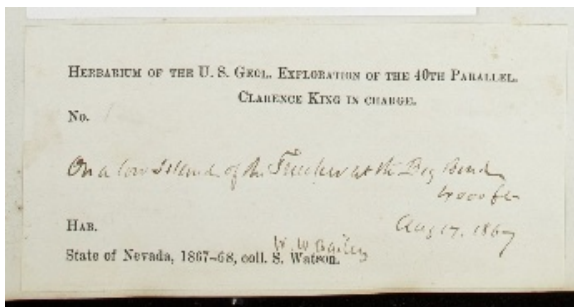 HERBARIUM OF THE U. S. GEOL. EXPLORATION OF THE 40TH PARALLEL.
CLARENCE KING IN CHARGE.
No. 1
On a low Island of the Truckee at the Big Bend
4000 ft
HAB.
Aug 17. 1867
W. W Bailey
State of Nevada, 1867-68, coll. S. Watson.